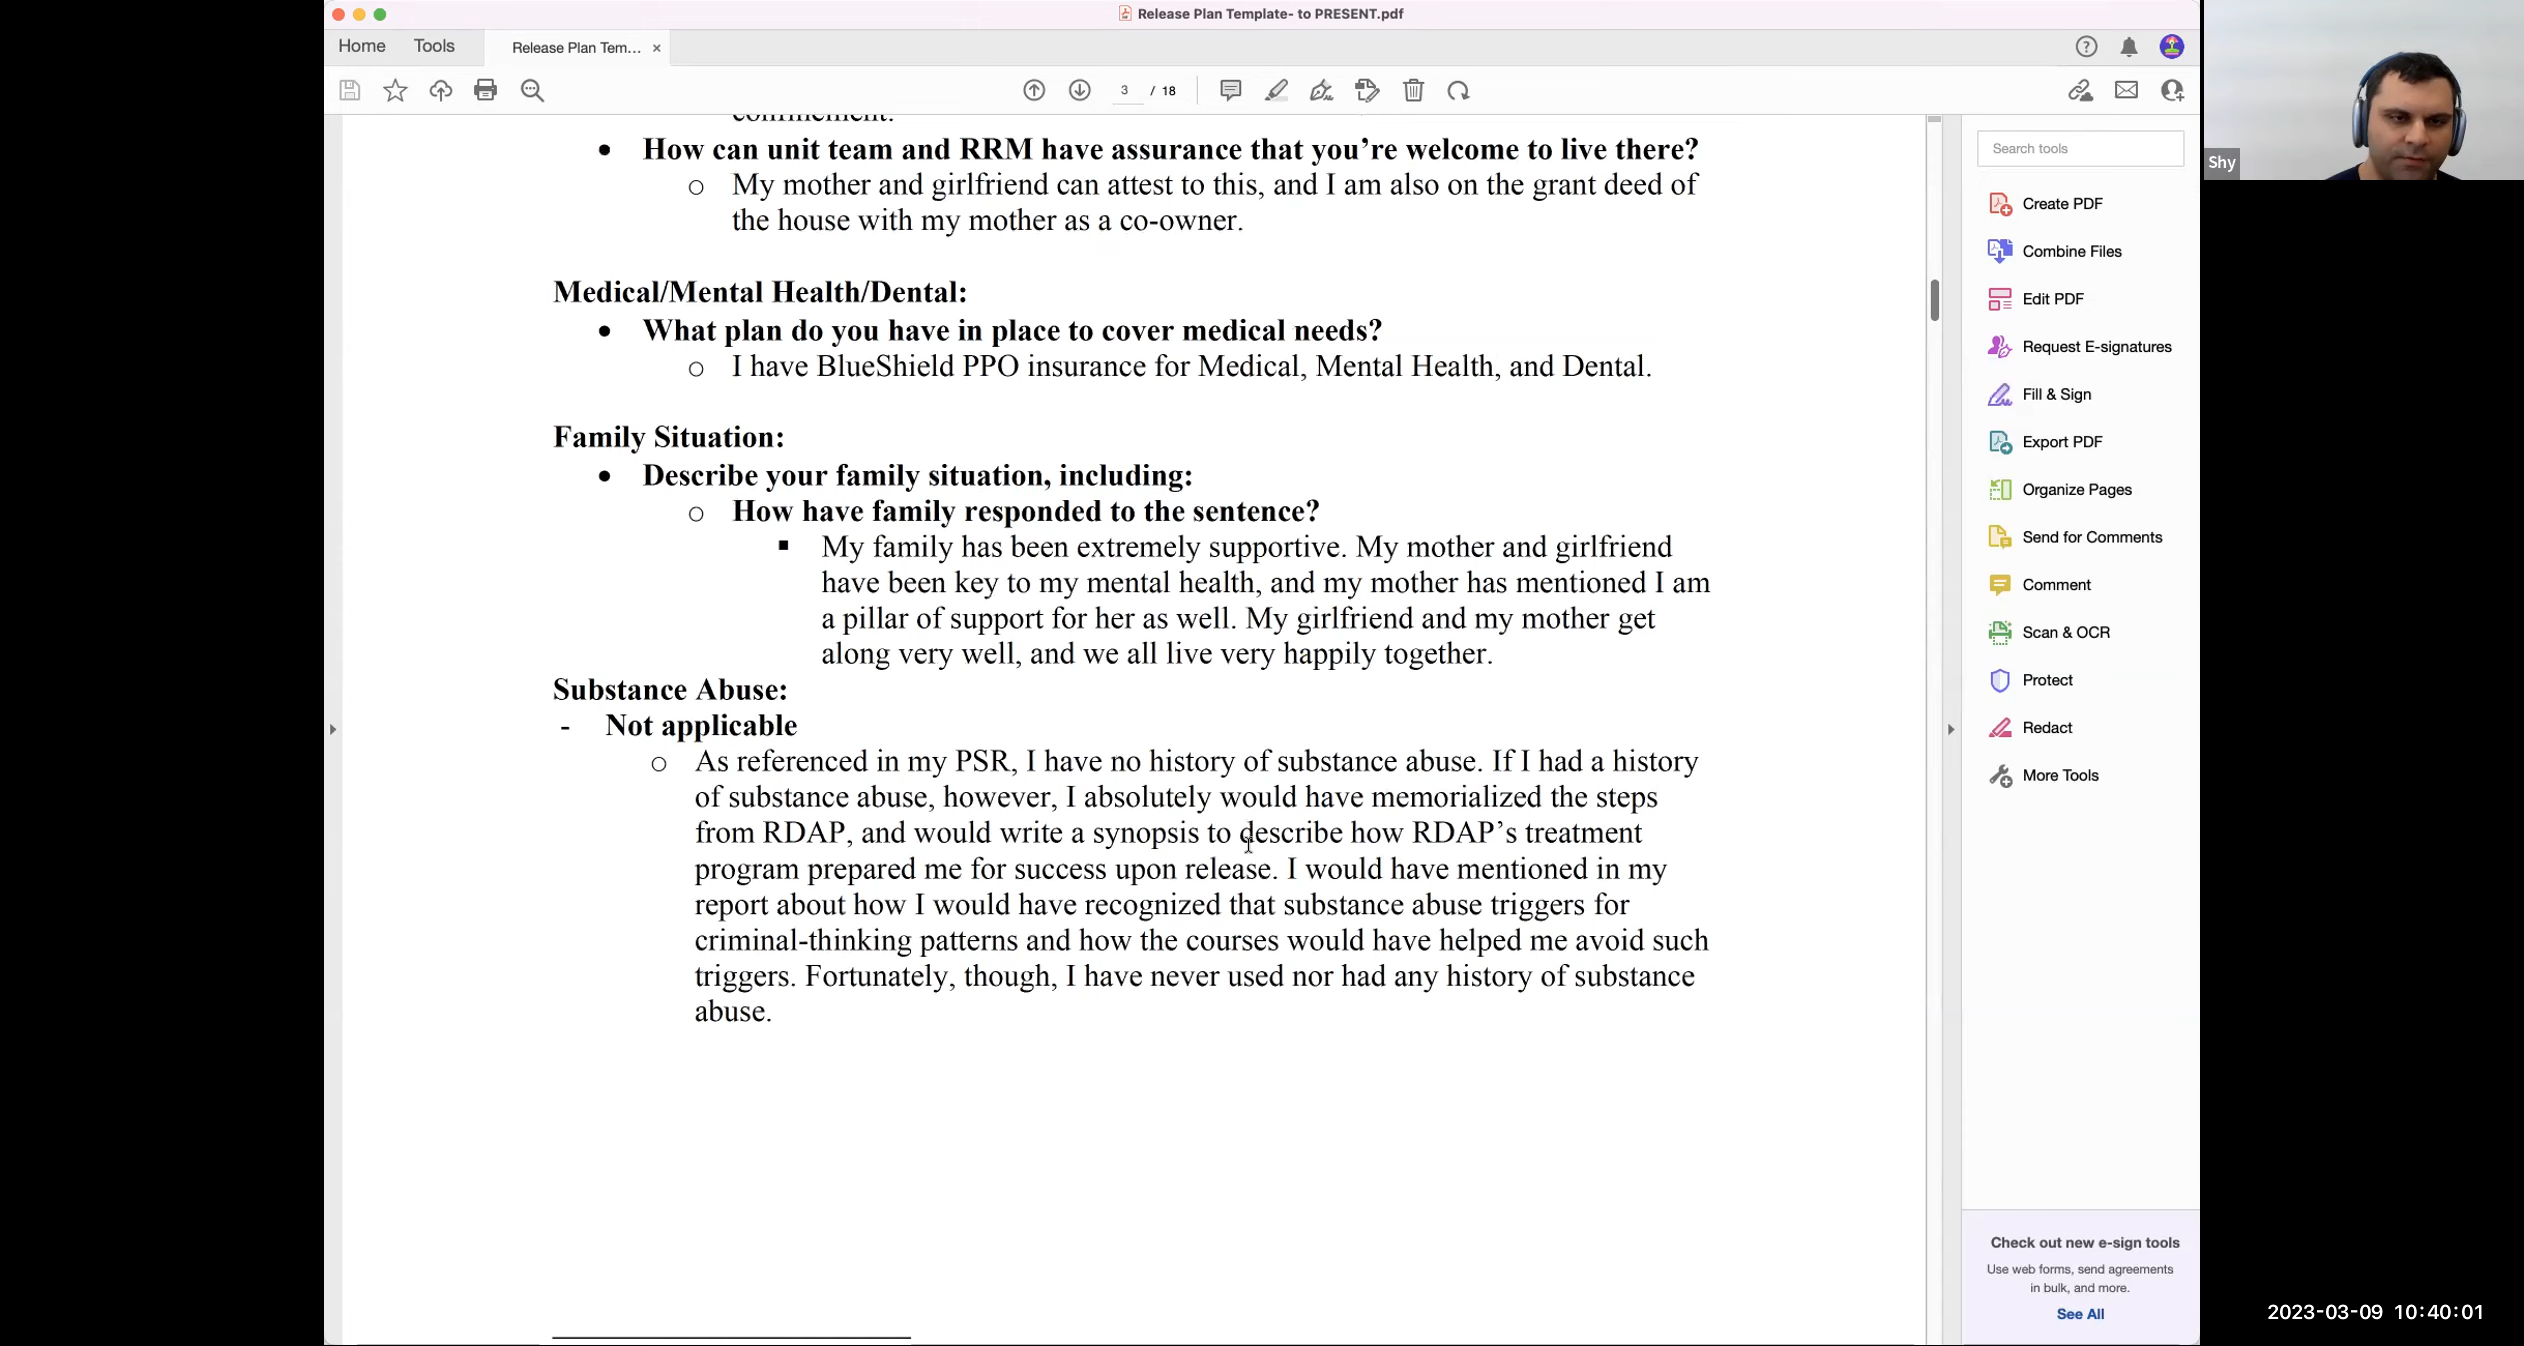 Release Plan Template- to PRESENT.pdf
Home
Tools
Release Plan Tem...
3 / 18
Shy
confinement.
• How can unit team and RRM have assurance that you’re welcome to live there?
o My mother and girlfriend can attest to this, and I am also on the grant deed of
the house with my mother as a co-owner.
Medical/Mental Health/Dental:
• What plan do you have in place to cover medical needs?
o I have BlueShield PPO insurance for Medical, Mental Health, and Dental.
Family Situation:
• Describe your family situation, including:
o How have family responded to the sentence?
▪ My family has been extremely supportive. My mother and girlfriend
have been key to my mental health, and my mother has mentioned I am
a pillar of support for her as well. My girlfriend and my mother get
along very well, and we all live very happily together.
Substance Abuse:
- Not applicable
o As referenced in my PSR, I have no history of substance abuse. If I had a history
of substance abuse, however, I absolutely would have memorialized the steps
from RDAP, and would write a synopsis to describe how RDAP’s treatment
program prepared me for success upon release. I would have mentioned in my
report about how I would have recognized that substance abuse triggers for
criminal-thinking patterns and how the courses would have helped me avoid such
triggers. Fortunately, though, I have never used nor had any history of substance
abuse.
Search tools
Create PDF
Combine Files
Edit PDF
Request E-signatures
Fill & Sign
Export PDF
Organize Pages
Send for Comments
Comment
Scan & OCR
Protect
Redact
More Tools
Check out new e-sign tools
Use web forms, send agreements
in bulk, and more.
See All
2023-03-09 10:40:01